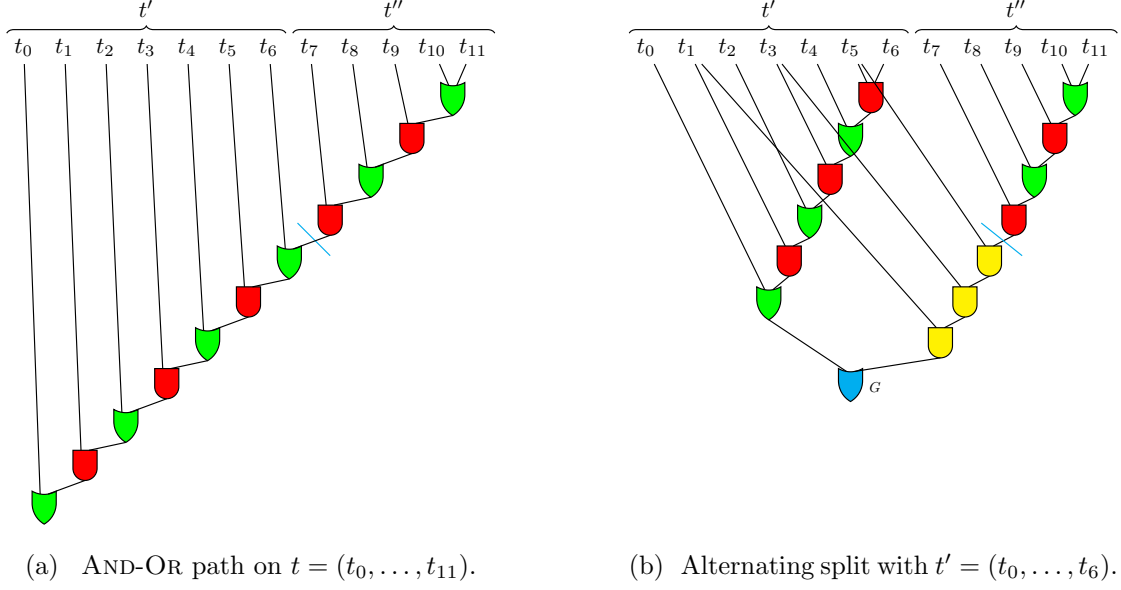 t′ t′′ t′ t′′
t₀ t₁ t₂ t₃ t₄ t₅ t₆ t₇ t₈ t₉ t₁₀ t₁₁ t₀ t₁ t₂ t₃ t₄ t₅ t₆ t₇ t₈ t₉ t₁₀ t₁₁
G
(a) AND-OR path on t = (t₀, . . . , t₁₁). (b) Alternating split with t′ = (t₀, . . . , t₆).